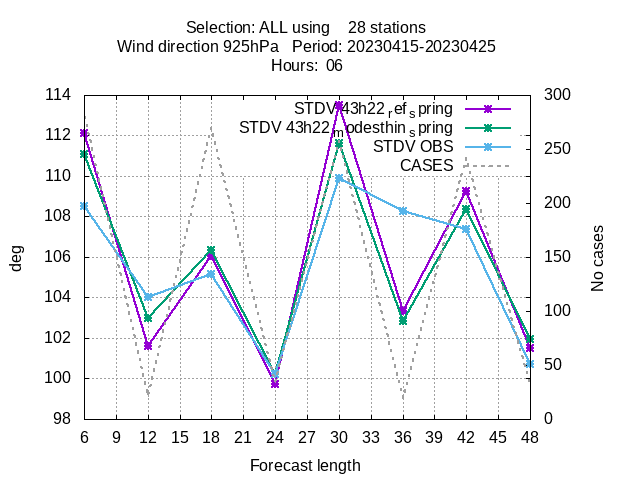 Selection: ALL using    28 stations
Wind direction 925hPa   Period: 20230415-20230425
Hours: 06
114
112
110
108
106
104
102
100
98
300
250
200
150
100
50
0
STDV 43h22_ref_spring
STDV 43h22_modesthin_spring
STDV OBS
CASES
deg
No cases
6 9 12 15 18 21 24 27 30 33 36 39 42 45 48
Forecast length